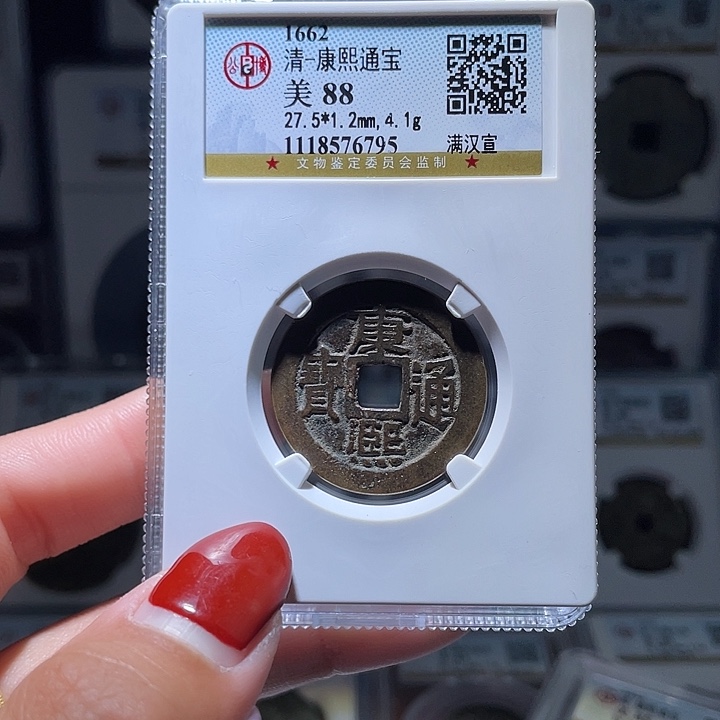 1662
清-康熙通宝
美 88
27.5*1.2mm,4.1g
1118576795
满汉宣
★ 文物鉴定委员会监制 ★
康熙通寳